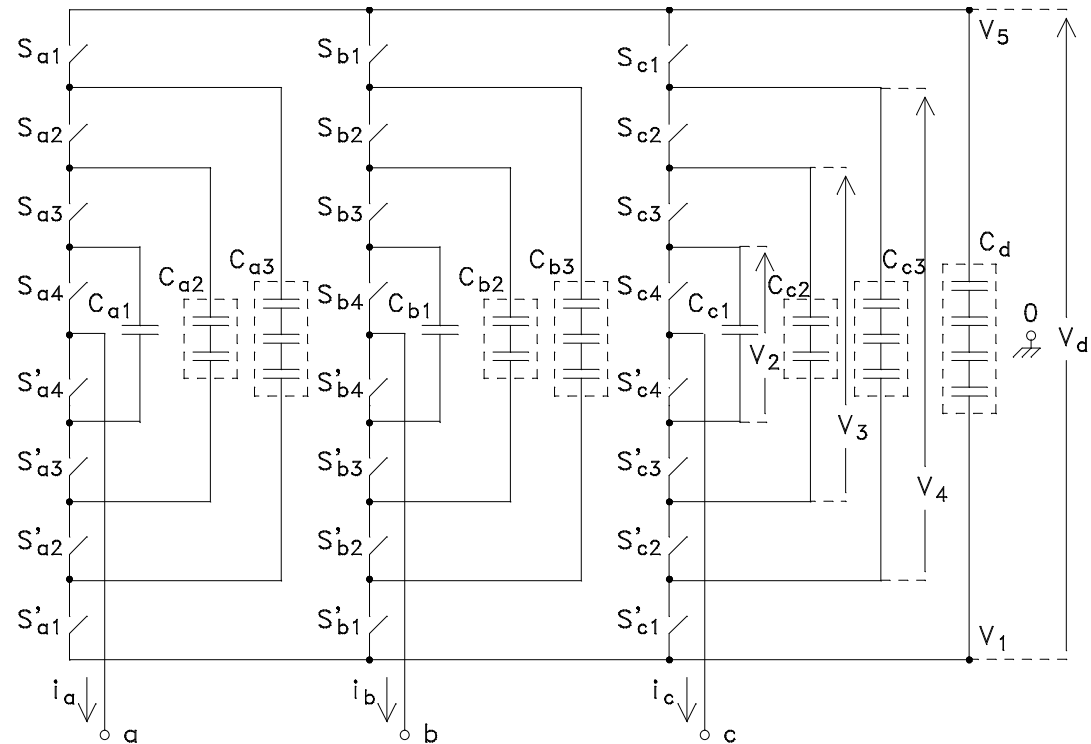 Sa1 Sb1 Sc1 V5
Sa2 Sb2 Sc2
Sa3 Sb3 Sc3
Ca3 Cb3 Cc3 Cd
Ca2 Cb2 Cc2
Sa4 Ca1 Sb4 Cb1 Sc4 Cc1 0
V2 Vd
S'a4 S'b4 S'c4
V3
S'a3 S'b3 S'c3
V4
S'a2 S'b2 S'c2
S'a1 S'b1 S'c1 V1
ia ib ic
a b c